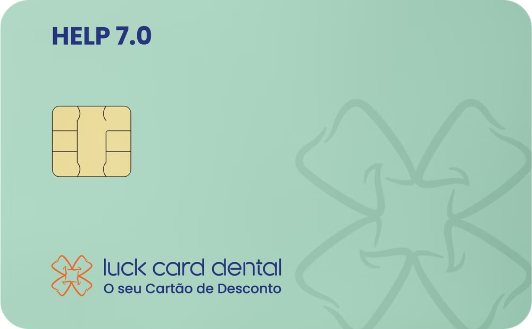 HELP 7.0
luck card dental
O seu Cartão de Desconto